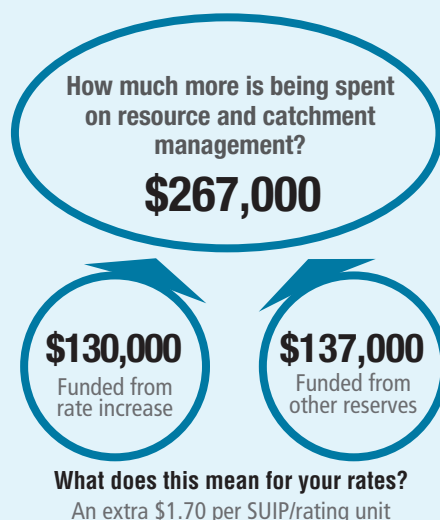 How much more is being spent
on resource and catchment
management?
$267,000
$130,000
Funded from
rate increase
$137,000
Funded from
other reserves
What does this mean for your rates?
An extra $1.70 per SUIP/rating unit